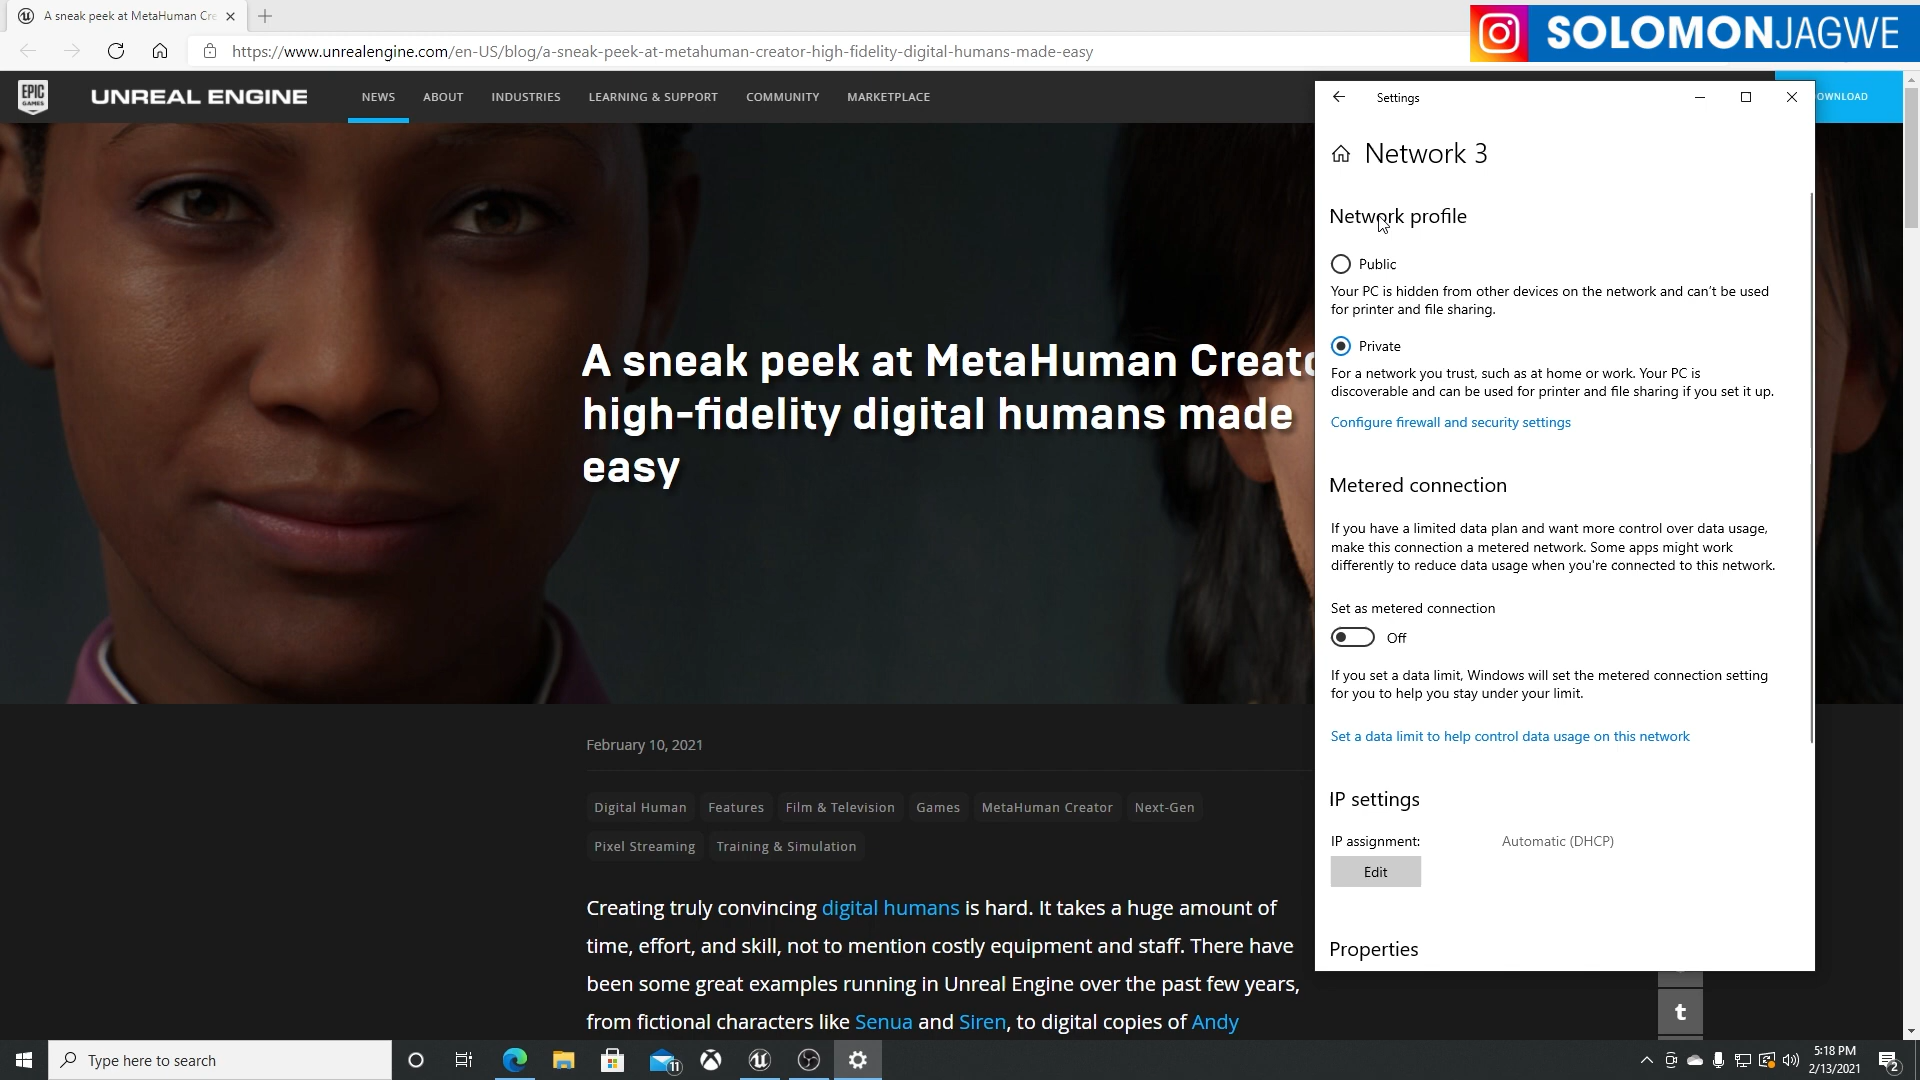 A sneak peek at MetaHuman Cre
https://www.unrealengine.com/en-US/blog/a-sneak-peek-at-metahuman-creator-high-fidelity-digital-humans-made-easy
SOLOMONJAGWE
EPIC
GAMES
UNREAL ENGINE
NEWS
ABOUT
INDUSTRIES
LEARNING & SUPPORT
COMMUNITY
MARKETPLACE
OWNLOAD
A sneak peek at MetaHuman Creato
high-fidelity digital humans made
easy
February 10, 2021
Digital Human
Features
Film & Television
Games
MetaHuman Creator
Next-Gen
Pixel Streaming
Training & Simulation
Creating truly convincing digital humans is hard. It takes a huge amount of
time, effort, and skill, not to mention costly equipment and staff. There have
been some great examples running in Unreal Engine over the past few years,
from fictional characters like Senua and Siren, to digital copies of Andy
Settings
Network 3
Network profile
Public
Your PC is hidden from other devices on the network and can't be used
for printer and file sharing.
Private
For a network you trust, such as at home or work. Your PC is
discoverable and can be used for printer and file sharing if you set it up.
Configure firewall and security settings
Metered connection
If you have a limited data plan and want more control over data usage,
make this connection a metered network. Some apps might work
differently to reduce data usage when you're connected to this network.
Set as metered connection
Off
If you set a data limit, Windows will set the metered connection setting
for you to help you stay under your limit.
Set a data limit to help control data usage on this network
IP settings
IP assignment:
Automatic (DHCP)
Edit
Properties
t
Type here to search
11
5:18 PM
2/13/2021
2